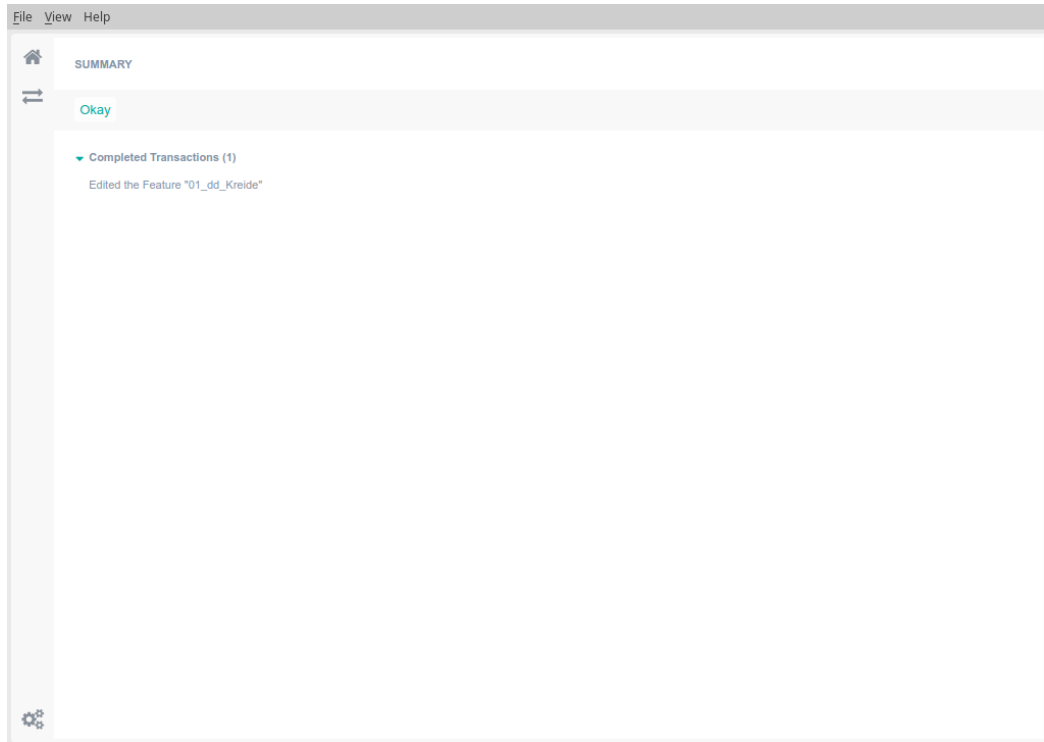 File View Help
SUMMARY
Okay
Completed Transactions (1)
Edited the Feature "01_dd_Kreide"